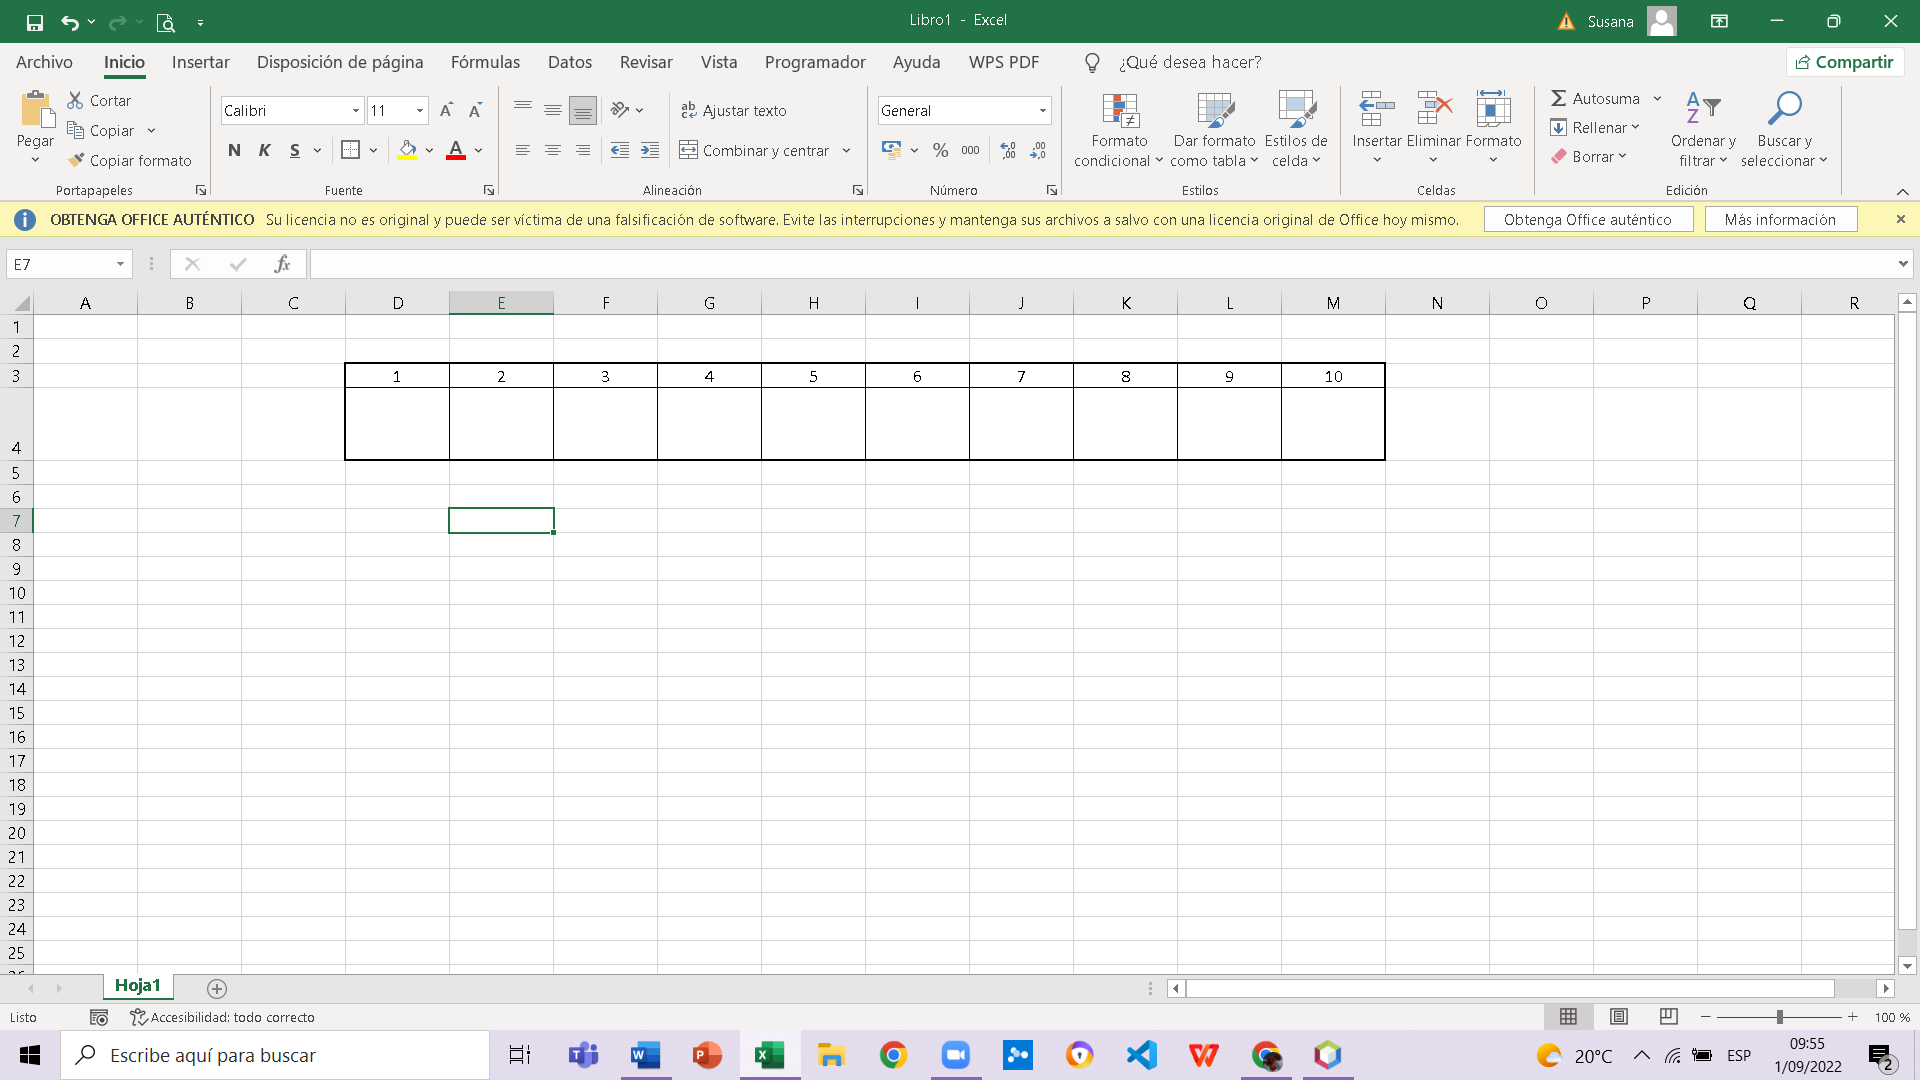 Libro1 - Excel
Susana
Archivo Inicio Insertar Disposición de página Fórmulas Datos Revisar Vista Programador Ayuda WPS PDF ¿Qué desea hacer? Compartir
Pegar
Cortar
Copiar
Copiar formato
Portapapeles
Calibri 11
N K S A
Fuente
Ajustar texto
Combinar y centrar
Alineación
General
% 000
Número
Formato condicional
Dar formato como tabla
Estilos de celda
Estilos
Insertar Eliminar Formato
Celdas
Autosuma
Rellenar
Borrar
Ordenar y filtrar
Buscar y seleccionar
Edición
OBTENGA OFFICE AUTÉNTICO Su licencia no es original y puede ser víctima de una falsificación de software. Evite las interrupciones y mantenga sus archivos a salvo con una licencia original de Office hoy mismo. Obtenga Office auténtico Más información
E7 fx
A B C D E F G H I J K L M N O P Q R
1
2
3 1 2 3 4 5 6 7 8 9 10
4
5
6
7
8
9
10
11
12
13
14
15
16
17
18
19
20
21
22
23
24
25
Hoja1
Listo Accesibilidad: todo correcto 100 %
Escribe aquí para buscar
20°C ESP
09:55
1/09/2022
2